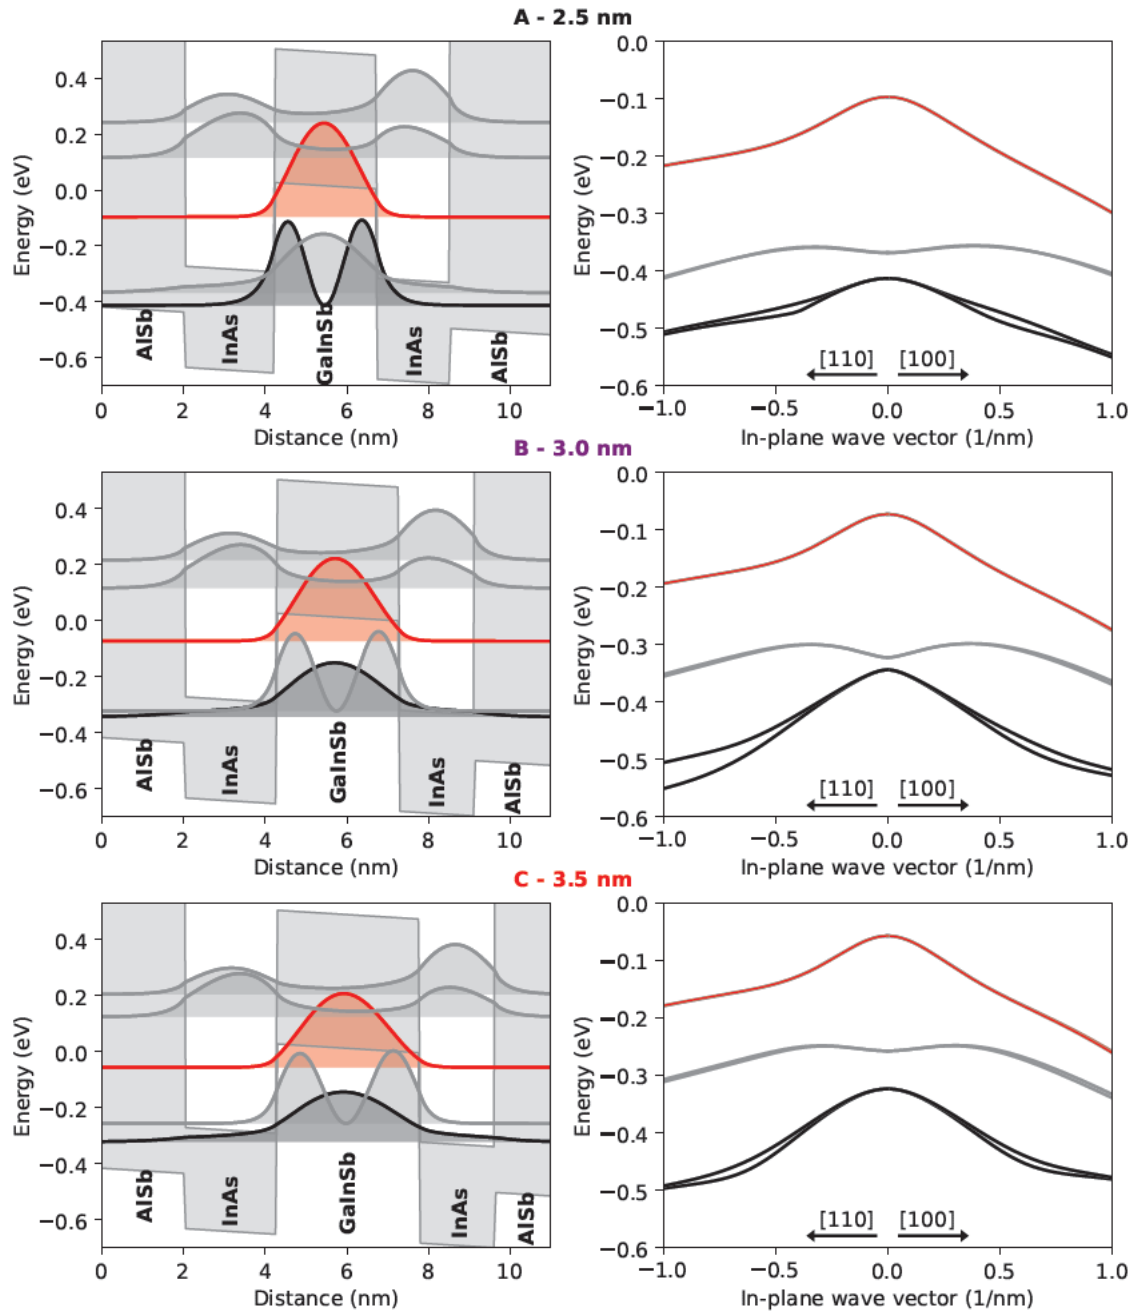 A - 2.5 nm
Energy (eV)
0.4
0.2
0.0
−0.2
−0.4
−0.6
AlSb
InAs
GaInSb
InAs
AlSb
0 2 4 6 8 10
Distance (nm)
Energy (eV)
0.0
−0.1
−0.2
−0.3
−0.4
−0.5
−0.6
[110] [100]
−1.0 −0.5 0.0 0.5 1.0
In-plane wave vector (1/nm)
B - 3.0 nm
Energy (eV)
0.4
0.2
0.0
−0.2
−0.4
−0.6
AlSb
InAs
GaInSb
InAs
AlSb
0 2 4 6 8 10
Distance (nm)
Energy (eV)
0.0
−0.1
−0.2
−0.3
−0.4
−0.5
−0.6
[110] [100]
−1.0 −0.5 0.0 0.5 1.0
In-plane wave vector (1/nm)
C - 3.5 nm
Energy (eV)
0.4
0.2
0.0
−0.2
−0.4
−0.6
AlSb
InAs
GaInSb
InAs
AlSb
0 2 4 6 8 10
Distance (nm)
Energy (eV)
0.0
−0.1
−0.2
−0.3
−0.4
−0.5
−0.6
[110] [100]
−1.0 −0.5 0.0 0.5 1.0
In-plane wave vector (1/nm)